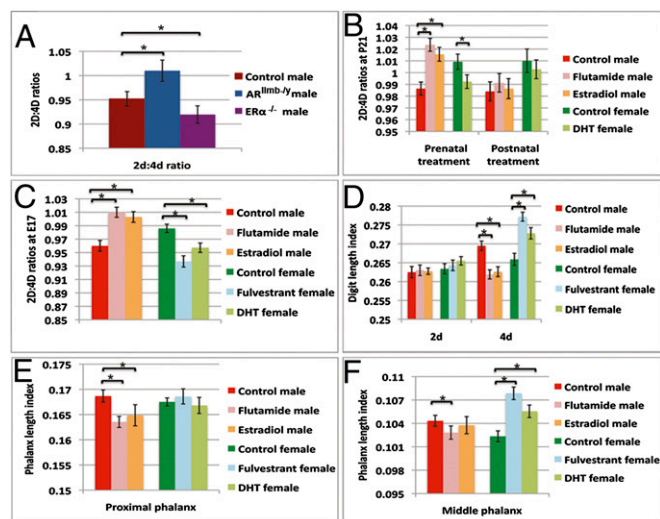 A
*
*
2D:4D ratios
1.05
1
0.95
0.9
0.85
2d:4d ratio
Control male
AR^limb-/y male
ERα^-/- male
B
* *
*
2D:4D ratios at P21
1.04
1.03
1.02
1.01
1
0.99
0.98
0.97
0.96
0.95
Prenatal treatment
Postnatal treatment
Control male
Flutamide male
Estradiol male
Control female
DHT female
C
*
*
*
*
2D:4D ratios at E17
1.03
1.01
0.99
0.97
0.95
0.93
0.91
0.89
0.87
0.85
Control male
Flutamide male
Estradiol male
Control female
Fulvestrant female
DHT female
D
*
*
*
*
Digit length index
0.28
0.275
0.27
0.265
0.26
0.255
0.25
2d
4d
Control male
Flutamide male
Estradiol male
Control female
Fulvestrant female
DHT female
E
*
*
Phalanx length index
0.175
0.17
0.165
0.16
0.155
0.15
Proximal phalanx
Control male
Flutamide male
Estradiol male
Control female
Fulvestrant female
DHT female
F
*
*
*
Phalanx length index
0.11
0.107
0.104
0.101
0.098
0.095
Middle phalanx
Control male
Flutamide male
Estradiol male
Control female
Fulvestrant female
DHT female